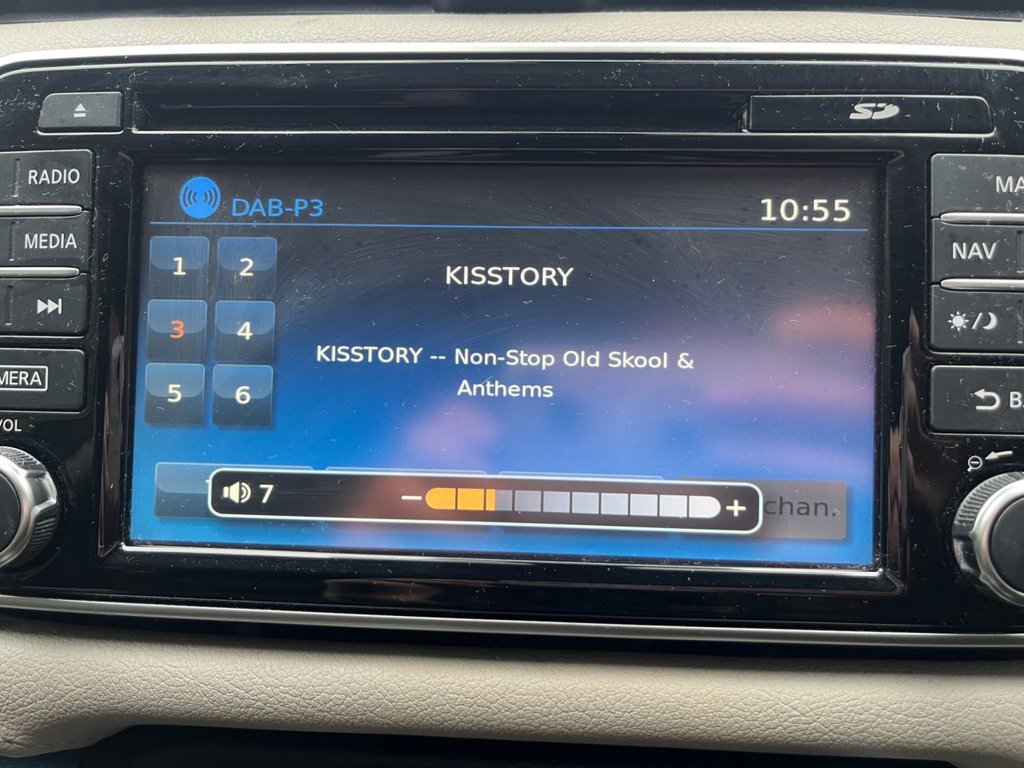 SD
RADIO
MEDIA
MERA
VOL
DAB-P3
10:55
1 2
3 4
5 6
KISSTORY
KISSTORY -- Non-Stop Old Skool &
Anthems
7 − +
chan.
MA
NAV
B